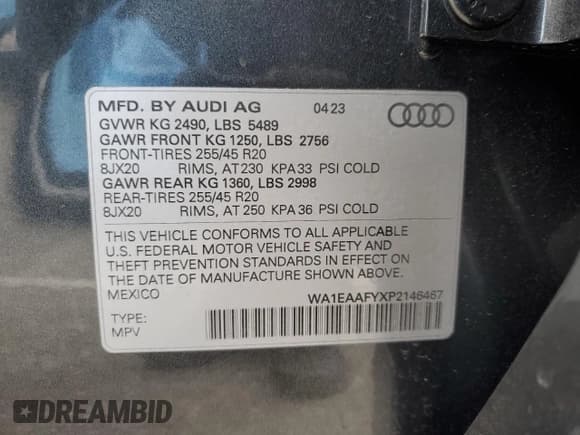 MFD. BY AUDI AG 04 23
GVWR KG 2490, LBS 5489
GAWR FRONT KG 1250, LBS 2756
FRONT-TIRES 255/45 R20
8JX20 RIMS, AT 230 KPA 33 PSI COLD
GAWR REAR KG 1360, LBS 2998
REAR-TIRES 255/45 R20
8JX20 RIMS, AT 250 KPA 36 PSI COLD
THIS VEHICLE CONFORMS TO ALL APPLICABLE
U.S. FEDERAL MOTOR VEHICLE SAFETY AND
THEFT PREVENTION STANDARDS IN EFFECT ON
THE DATE OF MANUFACTURE SHOWN ABOVE.
MEXICO WA1EAAFYXP2146467
TYPE:
MPV
DREAMBID